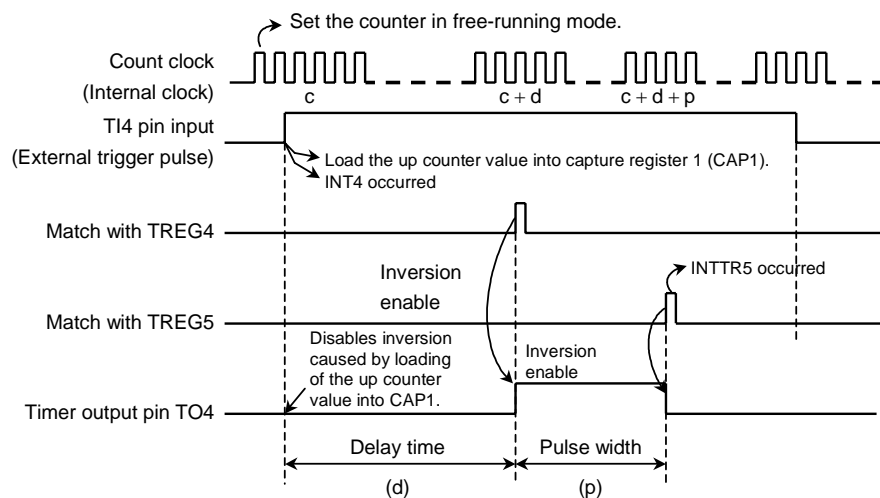 Set the counter in free-running mode.
Count clock
(Internal clock)
c
c + d
c + d + p
TI4 pin input
(External trigger pulse)
Load the up counter value into capture register 1 (CAP1).
INT4 occurred
Match with TREG4
Inversion
enable
INTTR5 occurred
Match with TREG5
Disables inversion
caused by loading
of the up counter
value into CAP1.
Inversion
enable
Timer output pin TO4
Delay time
Pulse width
(d)
(p)